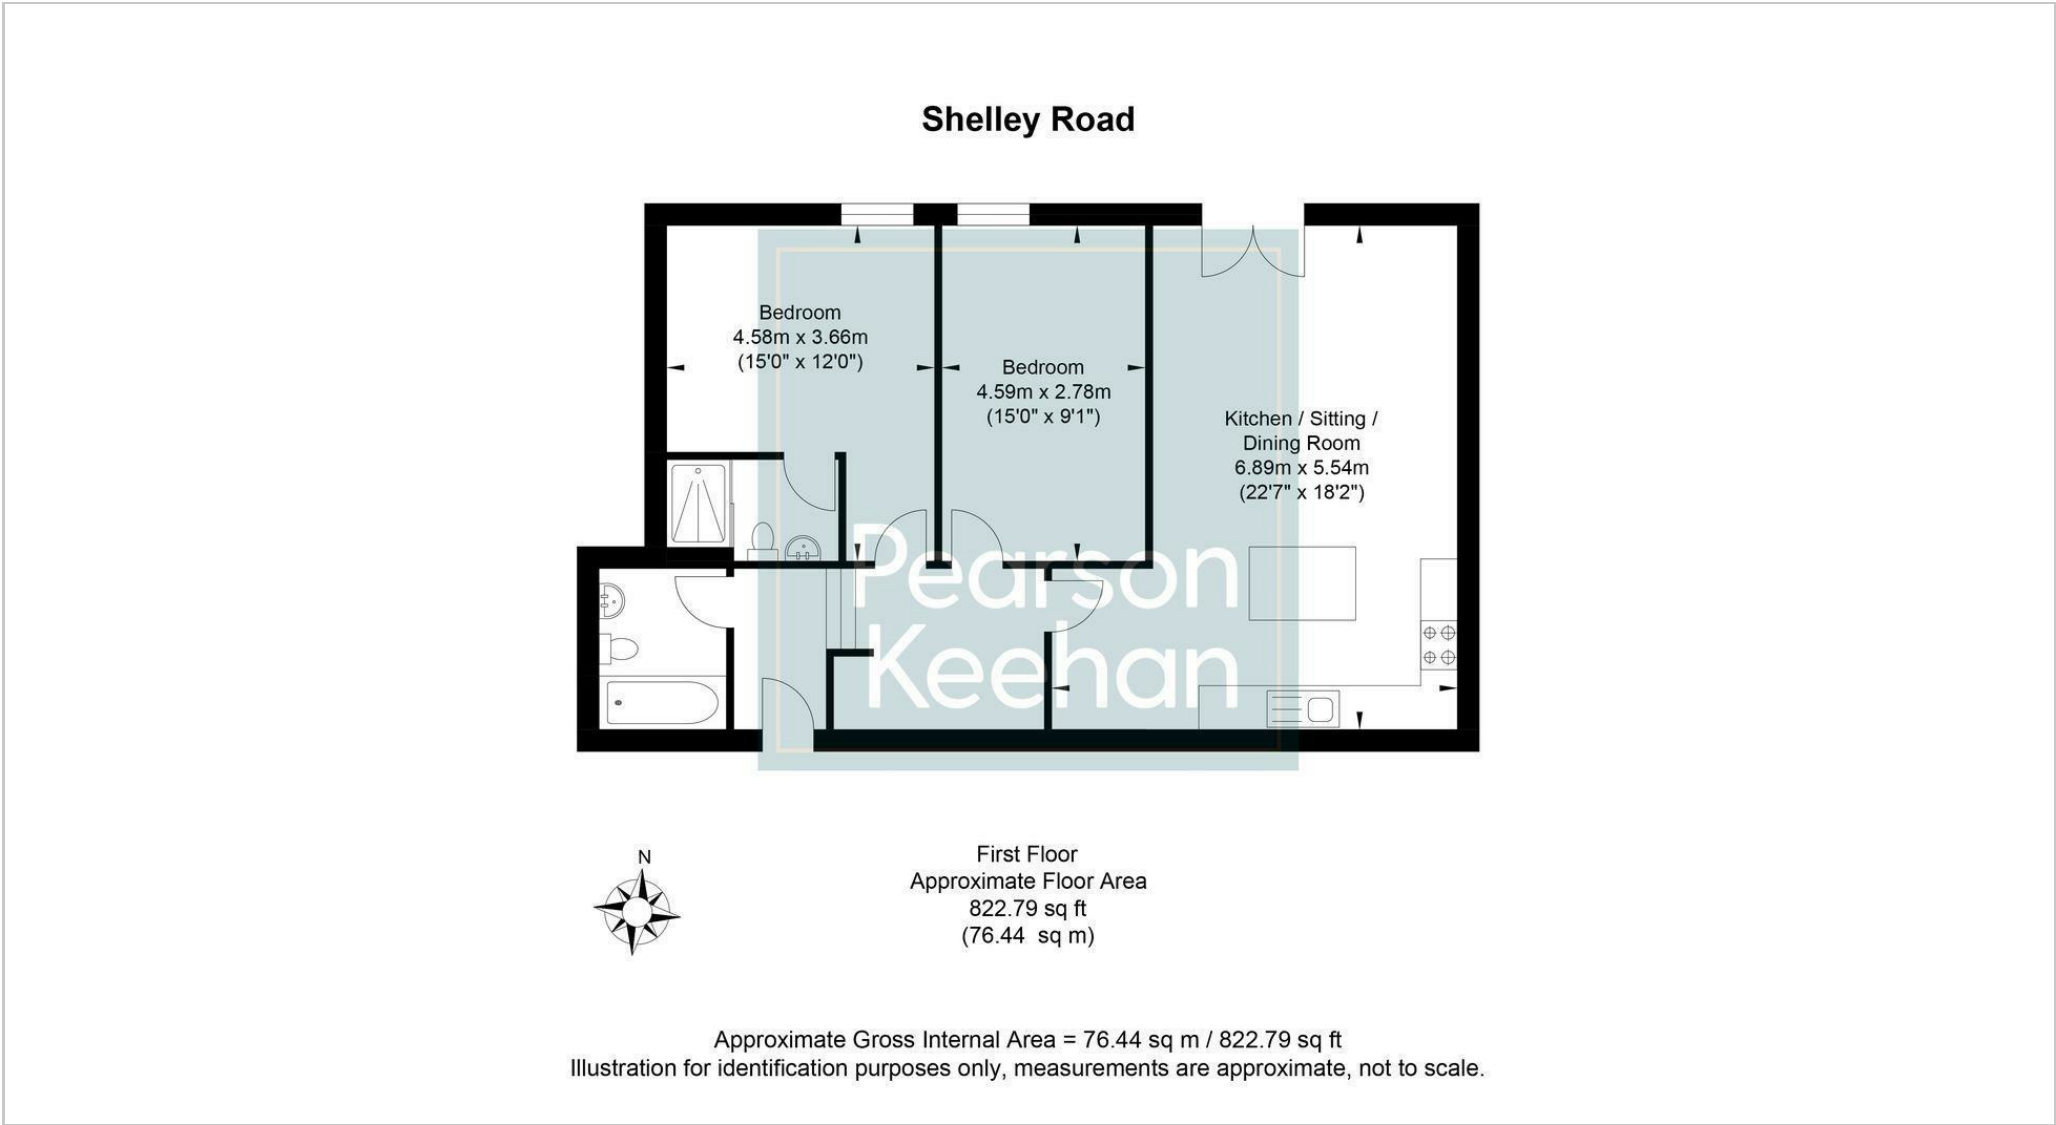 Shelley Road
Bedroom
4.58m x 3.66m
(15'0" x 12'0")
Bedroom
4.59m x 2.78m
(15'0" x 9'1")
Kitchen / Sitting /
Dining Room
6.89m x 5.54m
(22'7" x 18'2")
Pearson
Keehan
N
First Floor
Approximate Floor Area
822.79 sq ft
(76.44 sq m)
Approximate Gross Internal Area = 76.44 sq m / 822.79 sq ft
Illustration for identification purposes only, measurements are approximate, not to scale.